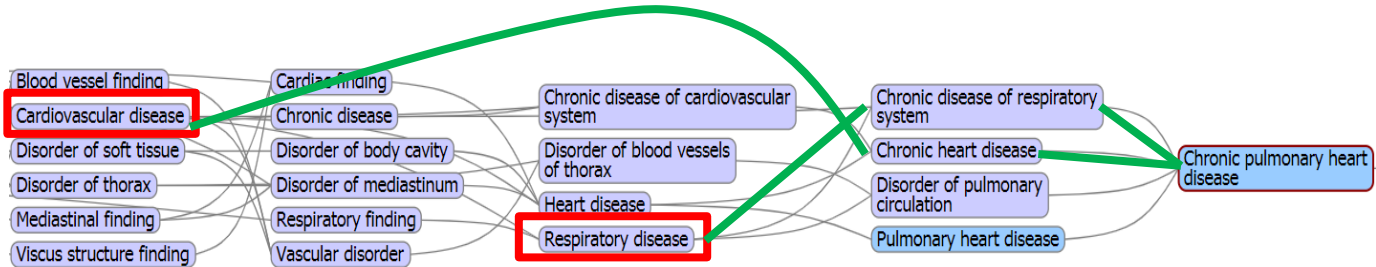 Blood vessel finding
Cardiovascular disease
Disorder of soft tissue
Disorder of thorax
Mediastinal finding
Viscus structure finding
Cardiac finding
Chronic disease
Disorder of body cavity
Disorder of mediastinum
Respiratory finding
Vascular disorder
Chronic disease of cardiovascular
system
Disorder of blood vessels
of thorax
Heart disease
Respiratory disease
Chronic disease of respiratory
system
Chronic heart disease
Disorder of pulmonary
circulation
Pulmonary heart disease
Chronic pulmonary heart
disease